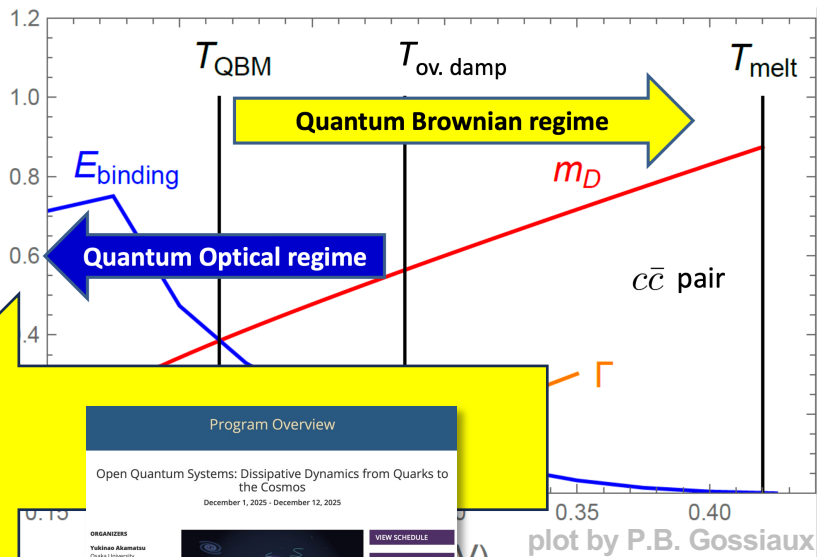 1.2
T_QBM
T_ov. damp
T_melt
1.0
Quantum Brownian regime
E_binding
0.8
m_D
Quantum Optical regime
0.6
cc̄ pair
.4
Γ
Program Overview
Open Quantum Systems: Dissipative Dynamics from Quarks to
the Cosmos
December 1, 2025 - December 12, 2025
0.15
0.35
0.40
ORGANIZERS
VIEW SCHEDULE
Yukinao Akamatsu
Osaka University
plot by P.B. Gossiaux